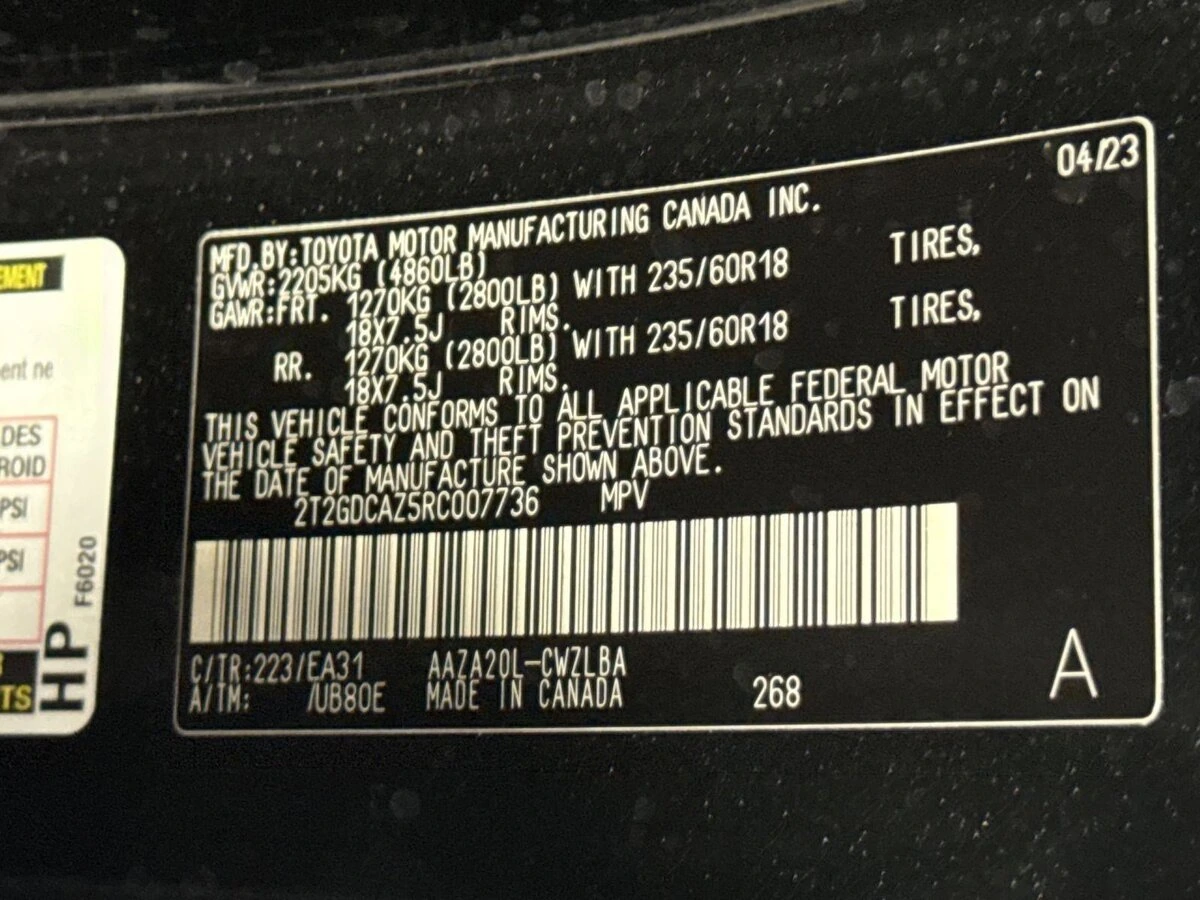 04/23
MFD.BY:TOYOTA MOTOR MANUFACTURING CANADA INC.
GVWR:2205KG (4860LB)
GAWR:FRT. 1270KG (2800LB) WITH 235/60R18 TIRES,
18X7.5J RIMS.
RR. 1270KG (2800LB) WITH 235/60R18 TIRES,
18X7.5J RIMS.
THIS VEHICLE CONFORMS TO ALL APPLICABLE FEDERAL MOTOR
VEHICLE SAFETY AND THEFT PREVENTION STANDARDS IN EFFECT ON
THE DATE OF MANUFACTURE SHOWN ABOVE.
2T2GDCAZ5RC007736 MPV
C/TR:223/EA31 AAZA20L-CWZLBA
A/TM: /UB80E MADE IN CANADA 268
A
EMENT
ent ne
DES
ROID
PSI
PSI
TS
HP
F6020